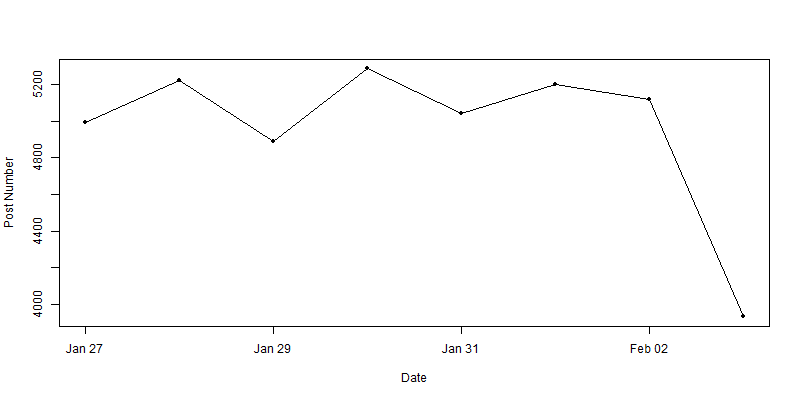 Post Number
5200
4800
4400
4000
Jan 27
Jan 29
Jan 31
Feb 02
Date